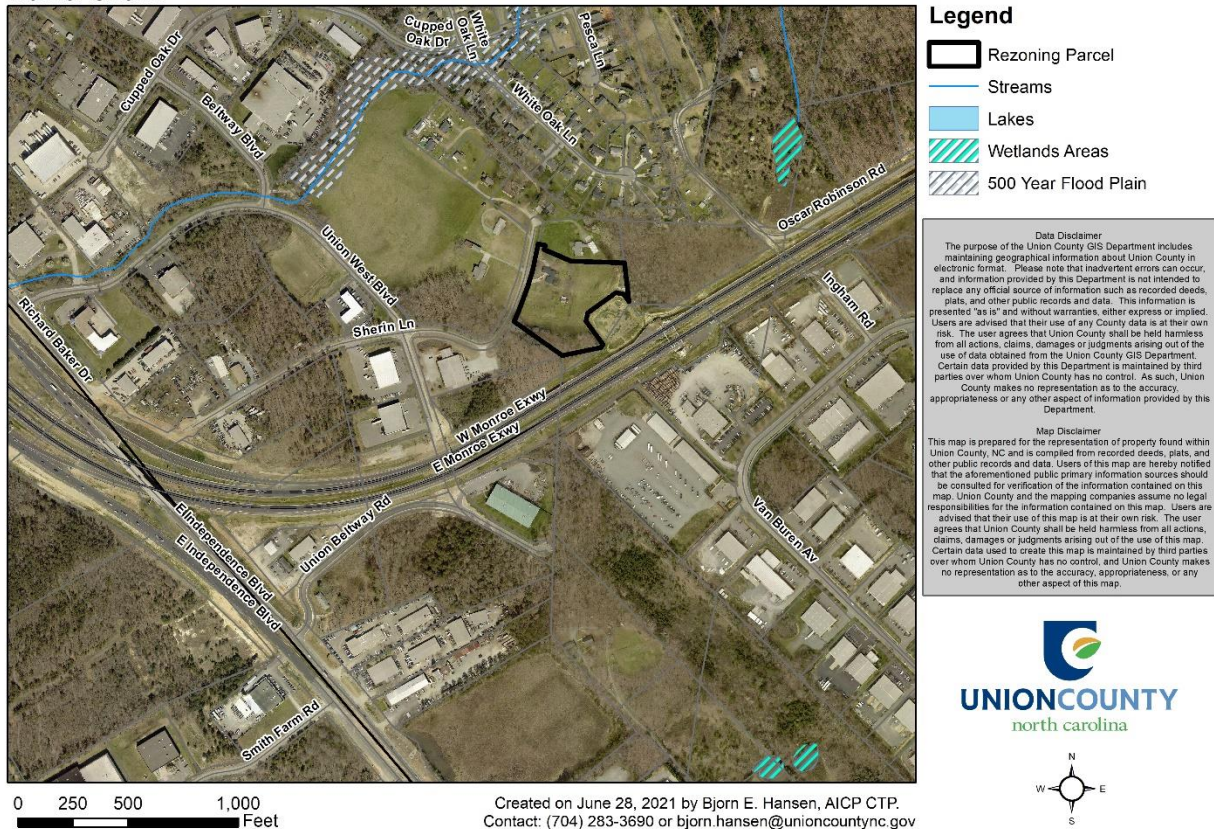 Cupped
Oak Dr
White
Oak Ln
Pesca Ln
Cupped Oak Dr
Beltway Blvd
White Oak Ln
Oscar Robinson Rd
Union West Blvd
Ingham Rd
Richard Baker Dr
Sherin Ln
W Monroe Exwy
E Monroe Exwy
Union Beltway Rd
Van Buren Av
E Independence Blvd
E Independence Blvd
Smith Farm Rd
Legend
Rezoning Parcel
Streams
Lakes
Wetlands Areas
500 Year Flood Plain
Data Disclaimer
The purpose of the Union County GIS Department includes
maintaining geographical information about Union County in
electronic format. Please note that inadvertent errors can occur,
and information provided by this Department is not intended to
replace any official source of information such as recorded deeds,
plats, and other public records and data. This information is
presented "as is" and without warranties, either express or implied.
Users are advised that their use of any County data is at their own
risk. The user agrees that Union County shall be held harmless
from all actions, claims, damages or judgments arising out of the
use of data obtained from the Union County GIS Department.
Certain data provided by this Department is maintained by third
parties over whom Union County has no control. As such, Union
County makes no representation as to the accuracy,
appropriateness or any other aspect of information provided by this
Department.
Map Disclaimer
This map is prepared for the representation of property found within
Union County, NC and is compiled from recorded deeds, plats, and
other public records and data. Users of this map are hereby notified
that the aforementioned public primary information sources should
be consulted for verification of the information contained on this
map. Union County and the mapping companies assume no legal
responsibilities for the information contained on this map. Users are
advised that their use of this map is at their own risk. The user
agrees that Union County shall be held harmless from all actions,
claims, damages or judgments arising out of the use of this map.
Certain data used to create this map is maintained by third parties
over whom Union County has no control, and Union County makes
no representation as to the accuracy, appropriateness, or any
other aspect of this map.
UNIONCOUNTY
north carolina
N
W E
S
0 250 500 1,000
Feet
Created on June 28, 2021 by Bjorn E. Hansen, AICP CTP.
Contact: (704) 283-3690 or bjorn.hansen@unioncountync.gov